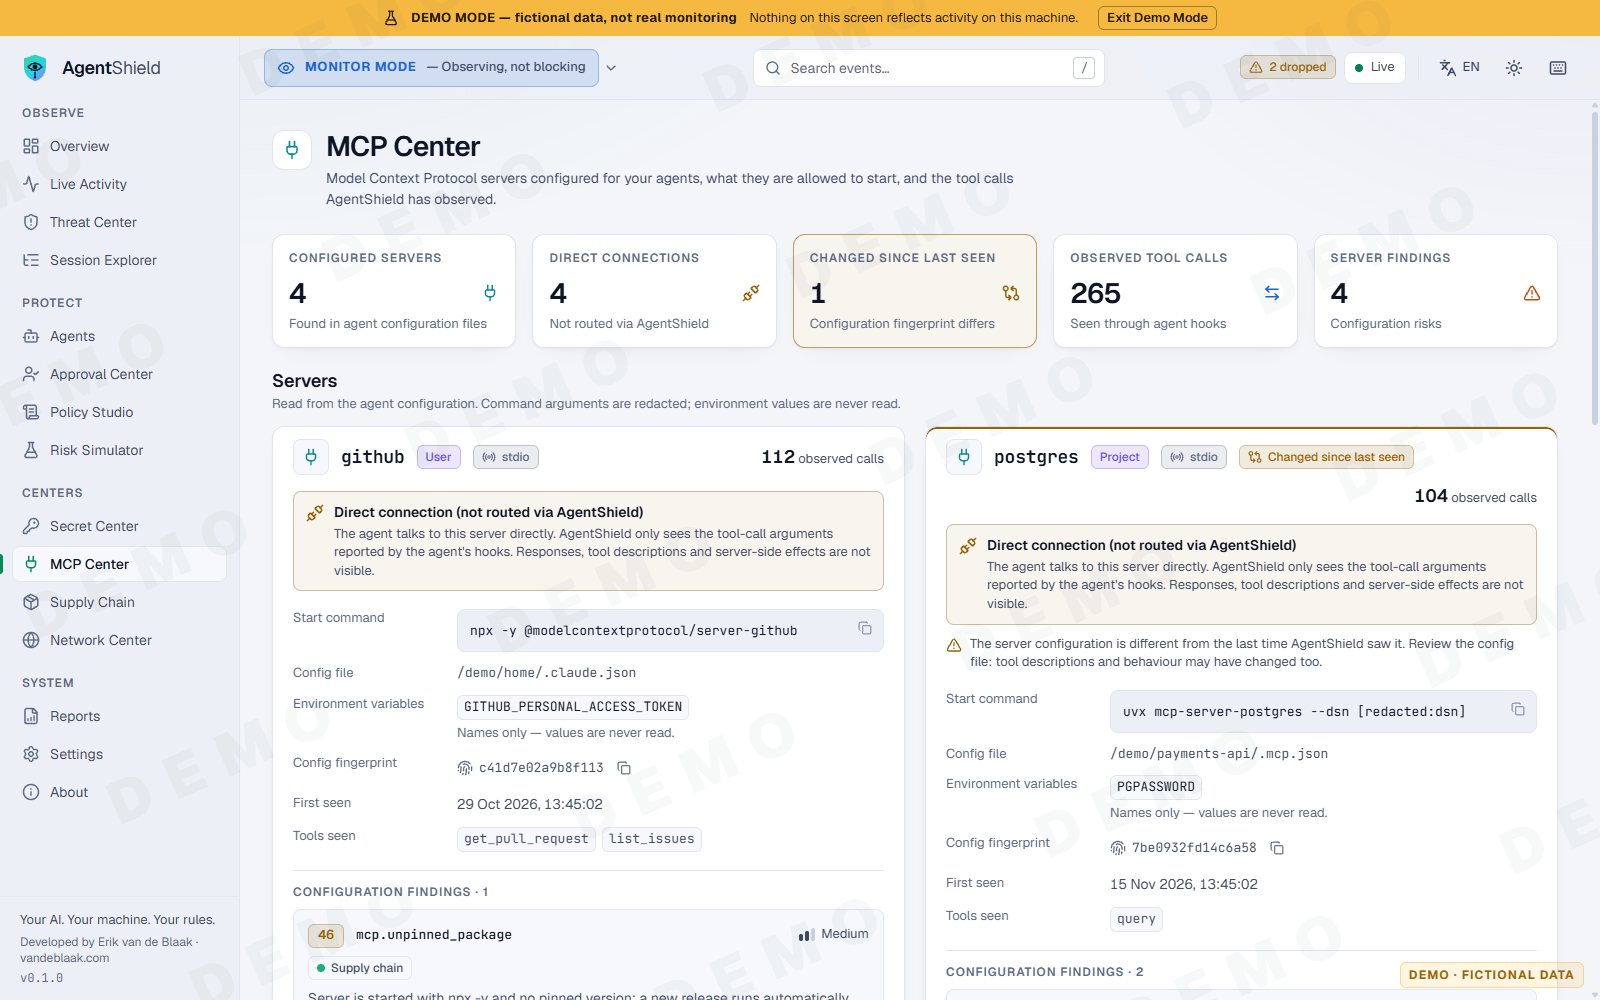 DEMO MODE — fictional data, not real monitoring Nothing on this screen reflects activity on this machine. Exit Demo Mode
AgentShield
MONITOR MODE — Observing, not blocking
Search events... /
2 dropped
Live
EN
OBSERVE
Overview
Live Activity
Threat Center
Session Explorer
PROTECT
Agents
Approval Center
Policy Studio
Risk Simulator
CENTERS
Secret Center
MCP Center
Supply Chain
Network Center
SYSTEM
Reports
Settings
About
Your AI. Your machine. Your rules.
Developed by Erik van de Blaak ·
vandeblaak.com
v0.1.0
MCP Center
Model Context Protocol servers configured for your agents, what they are allowed to start, and the tool calls
AgentShield has observed.
CONFIGURED SERVERS
4
Found in agent configuration files
DIRECT CONNECTIONS
4
Not routed via AgentShield
CHANGED SINCE LAST SEEN
1
Configuration fingerprint differs
OBSERVED TOOL CALLS
265
Seen through agent hooks
SERVER FINDINGS
4
Configuration risks
Servers
Read from the agent configuration. Command arguments are redacted; environment values are never read.
github User stdio 112 observed calls
Direct connection (not routed via AgentShield)
The agent talks to this server directly. AgentShield only sees the tool-call arguments
reported by the agent's hooks. Responses, tool descriptions and server-side effects are not
visible.
Start command npx -y @modelcontextprotocol/server-github
Config file /demo/home/.claude.json
Environment variables GITHUB_PERSONAL_ACCESS_TOKEN
Names only — values are never read.
Config fingerprint c41d7e02a9b8f113
First seen 29 Oct 2026, 13:45:02
Tools seen get_pull_request list_issues
CONFIGURATION FINDINGS · 1
46 mcp.unpinned_package Medium
Supply chain
Server is started with npx -y and no pinned version: a new release runs automatically
postgres Project stdio Changed since last seen
104 observed calls
Direct connection (not routed via AgentShield)
The agent talks to this server directly. AgentShield only sees the tool-call arguments
reported by the agent's hooks. Responses, tool descriptions and server-side effects are not
visible.
The server configuration is different from the last time AgentShield saw it. Review the config
file: tool descriptions and behaviour may have changed too.
Start command uvx mcp-server-postgres --dsn [redacted:dsn]
Config file /demo/payments-api/.mcp.json
Environment variables PGPASSWORD
Names only — values are never read.
Config fingerprint 7be0932fd14c6a58
First seen 15 Nov 2026, 13:45:02
Tools seen query
CONFIGURATION FINDINGS · 2
DEMO · FICTIONAL DATA